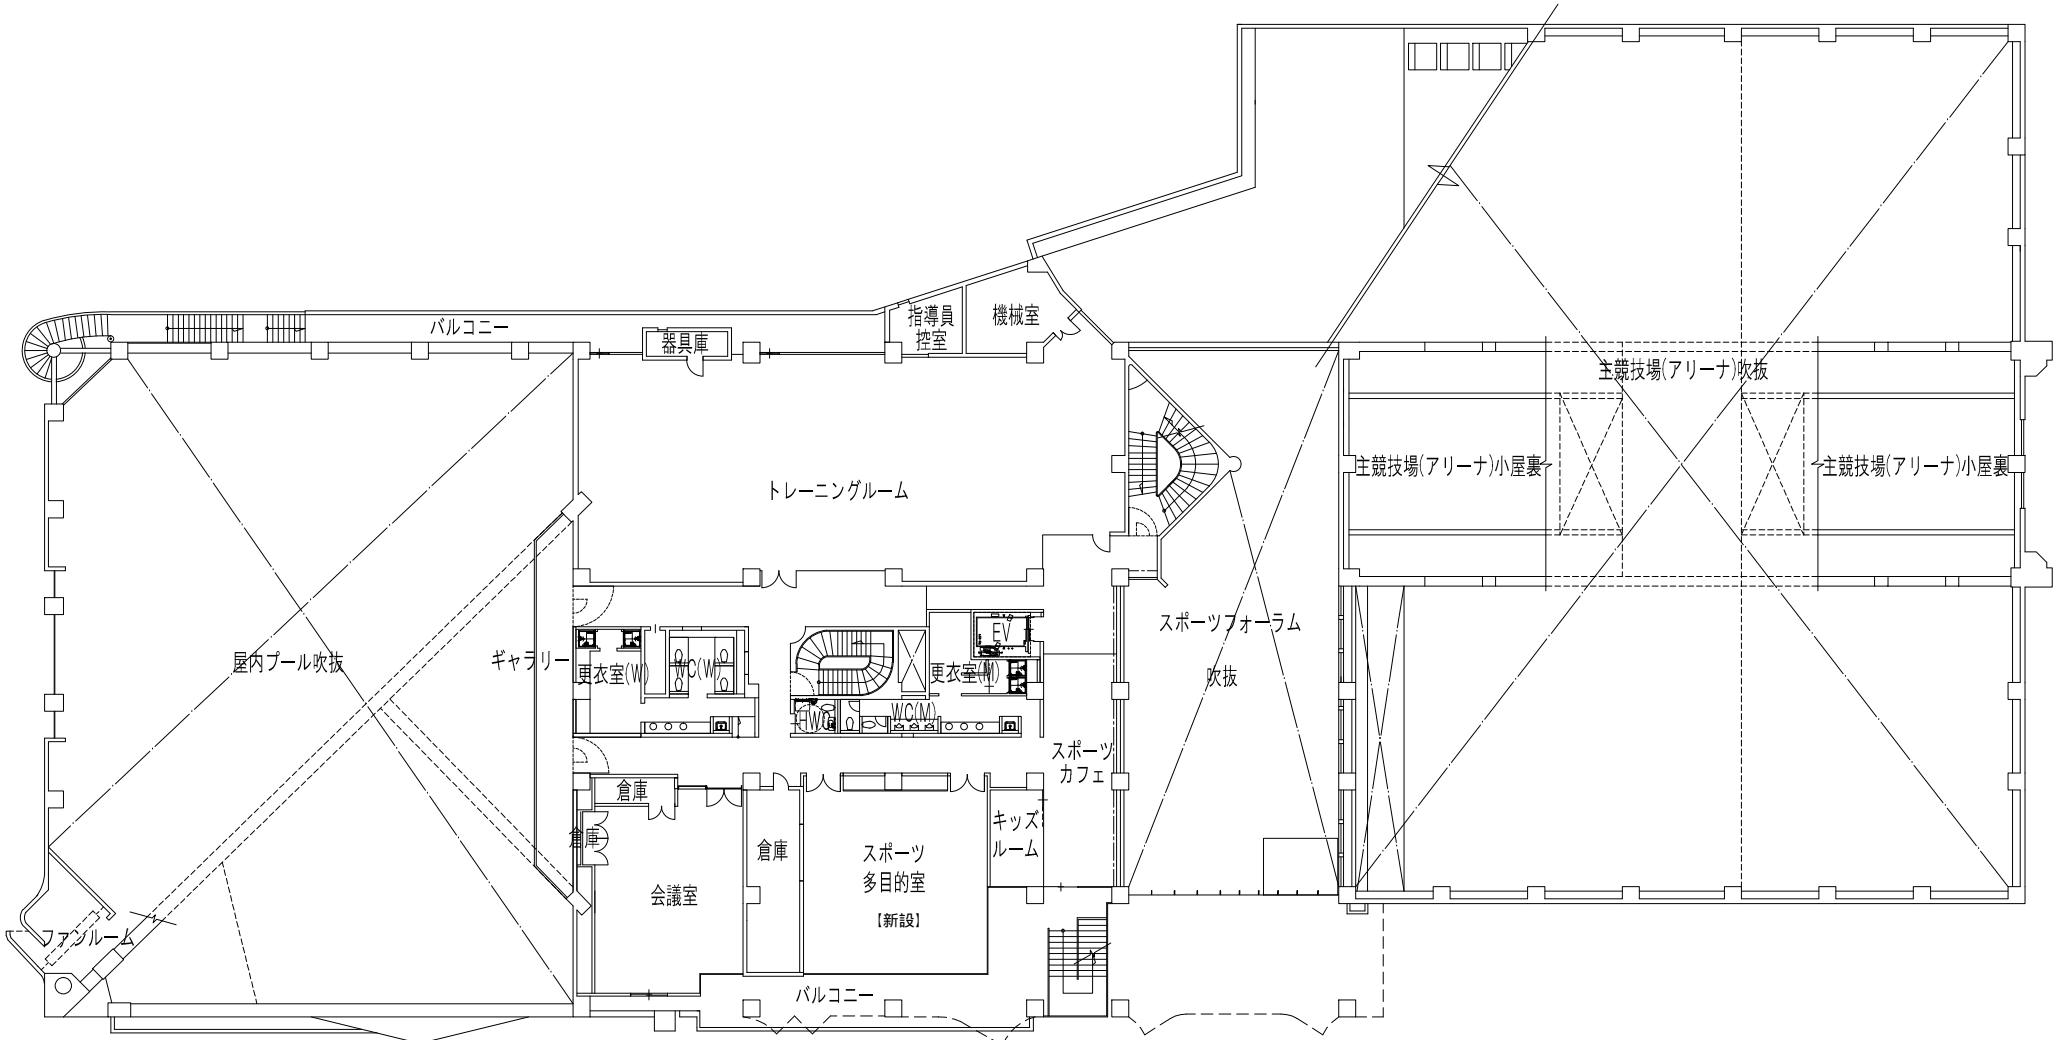 バルコニー
器具庫
指導員
控室
機械室
主競技場(アリーナ)吹抜
主競技場(アリーナ)小屋裏
主競技場(アリーナ)小屋裏
トレーニングルーム
スポーツフォーラム
吹抜
屋内プール吹抜
ギャラリー
更衣室(W)
WC(W)
EV
更衣室(M)
HWC
WC(M)
スポーツ
カフェ
倉庫
倉庫
倉庫
キッズ
ルーム
スポーツ
多目的室
【新設】
会議室
ファンルーム
バルコニー